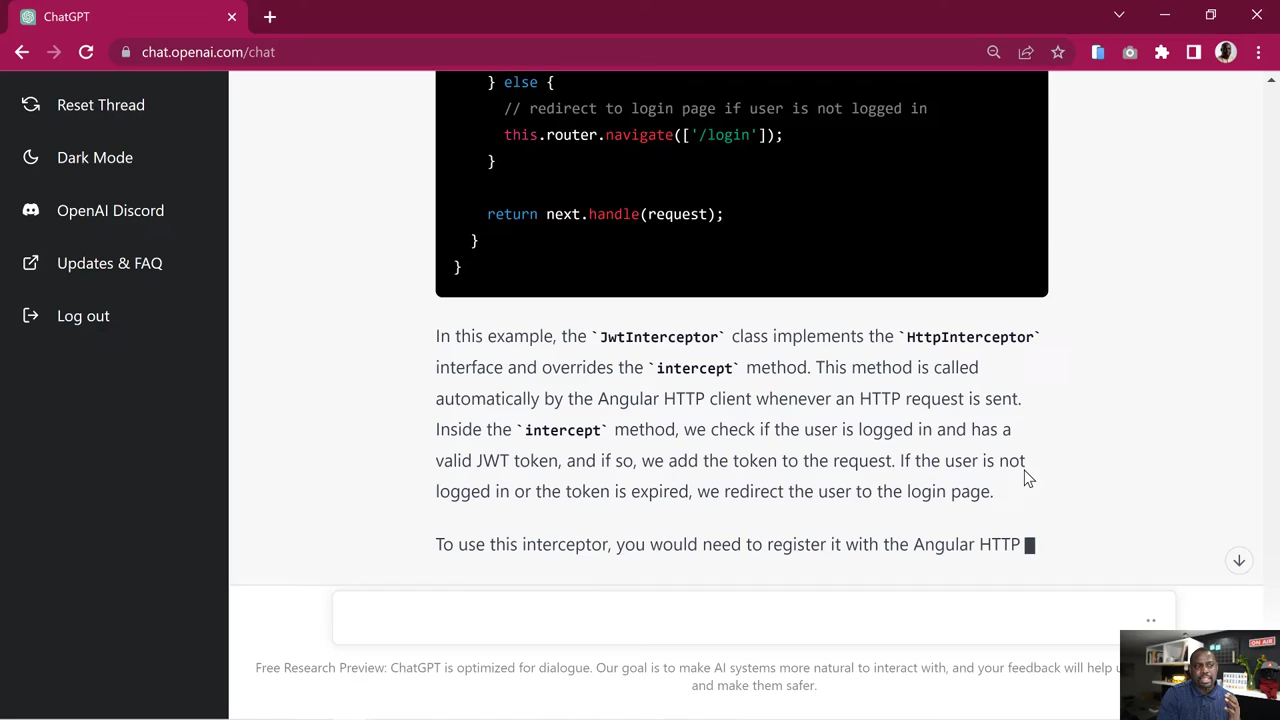 ChatGPT
chat.openai.com/chat
Reset Thread
Dark Mode
OpenAI Discord
Updates & FAQ
Log out
} else {
// redirect to login page if user is not logged in
this.router.navigate(['/login']);
}
return next.handle(request);
}
}
In this example, the `JwtInterceptor` class implements the `HttpInterceptor`
interface and overrides the `intercept` method. This method is called
automatically by the Angular HTTP client whenever an HTTP request is sent.
Inside the `intercept` method, we check if the user is logged in and has a
valid JWT token, and if so, we add the token to the request. If the user is not
logged in or the token is expired, we redirect the user to the login page.
To use this interceptor, you would need to register it with the Angular HTTP
Free Research Preview: ChatGPT is optimized for dialogue. Our goal is to make AI systems more natural to interact with, and your feedback will help u
and make them safer.
ON AIR